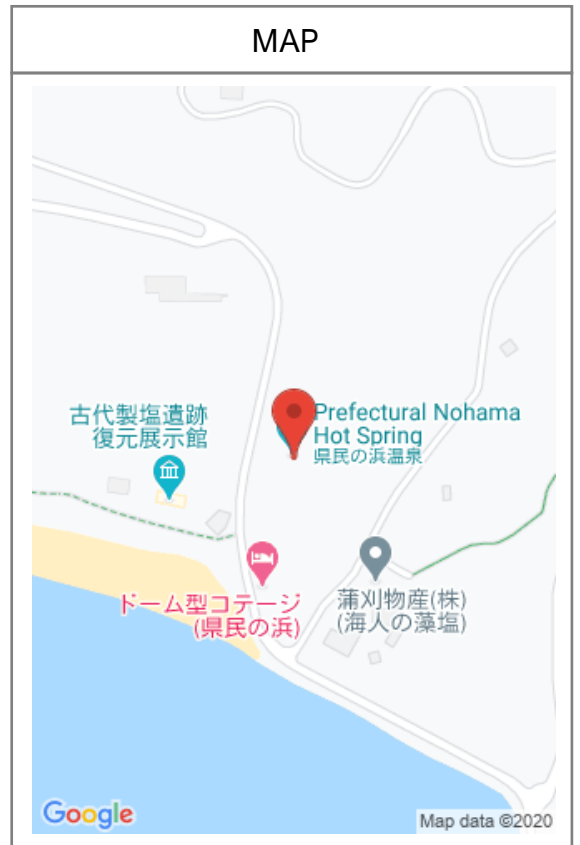 MAP
古代製塩遺跡
復元展示館
Prefectural Nohama
Hot Spring
県民の浜温泉
ドーム型コテージ
(県民の浜)
蒲刈物産(株)
(海人の藻塩)
Google
Map data ©2020